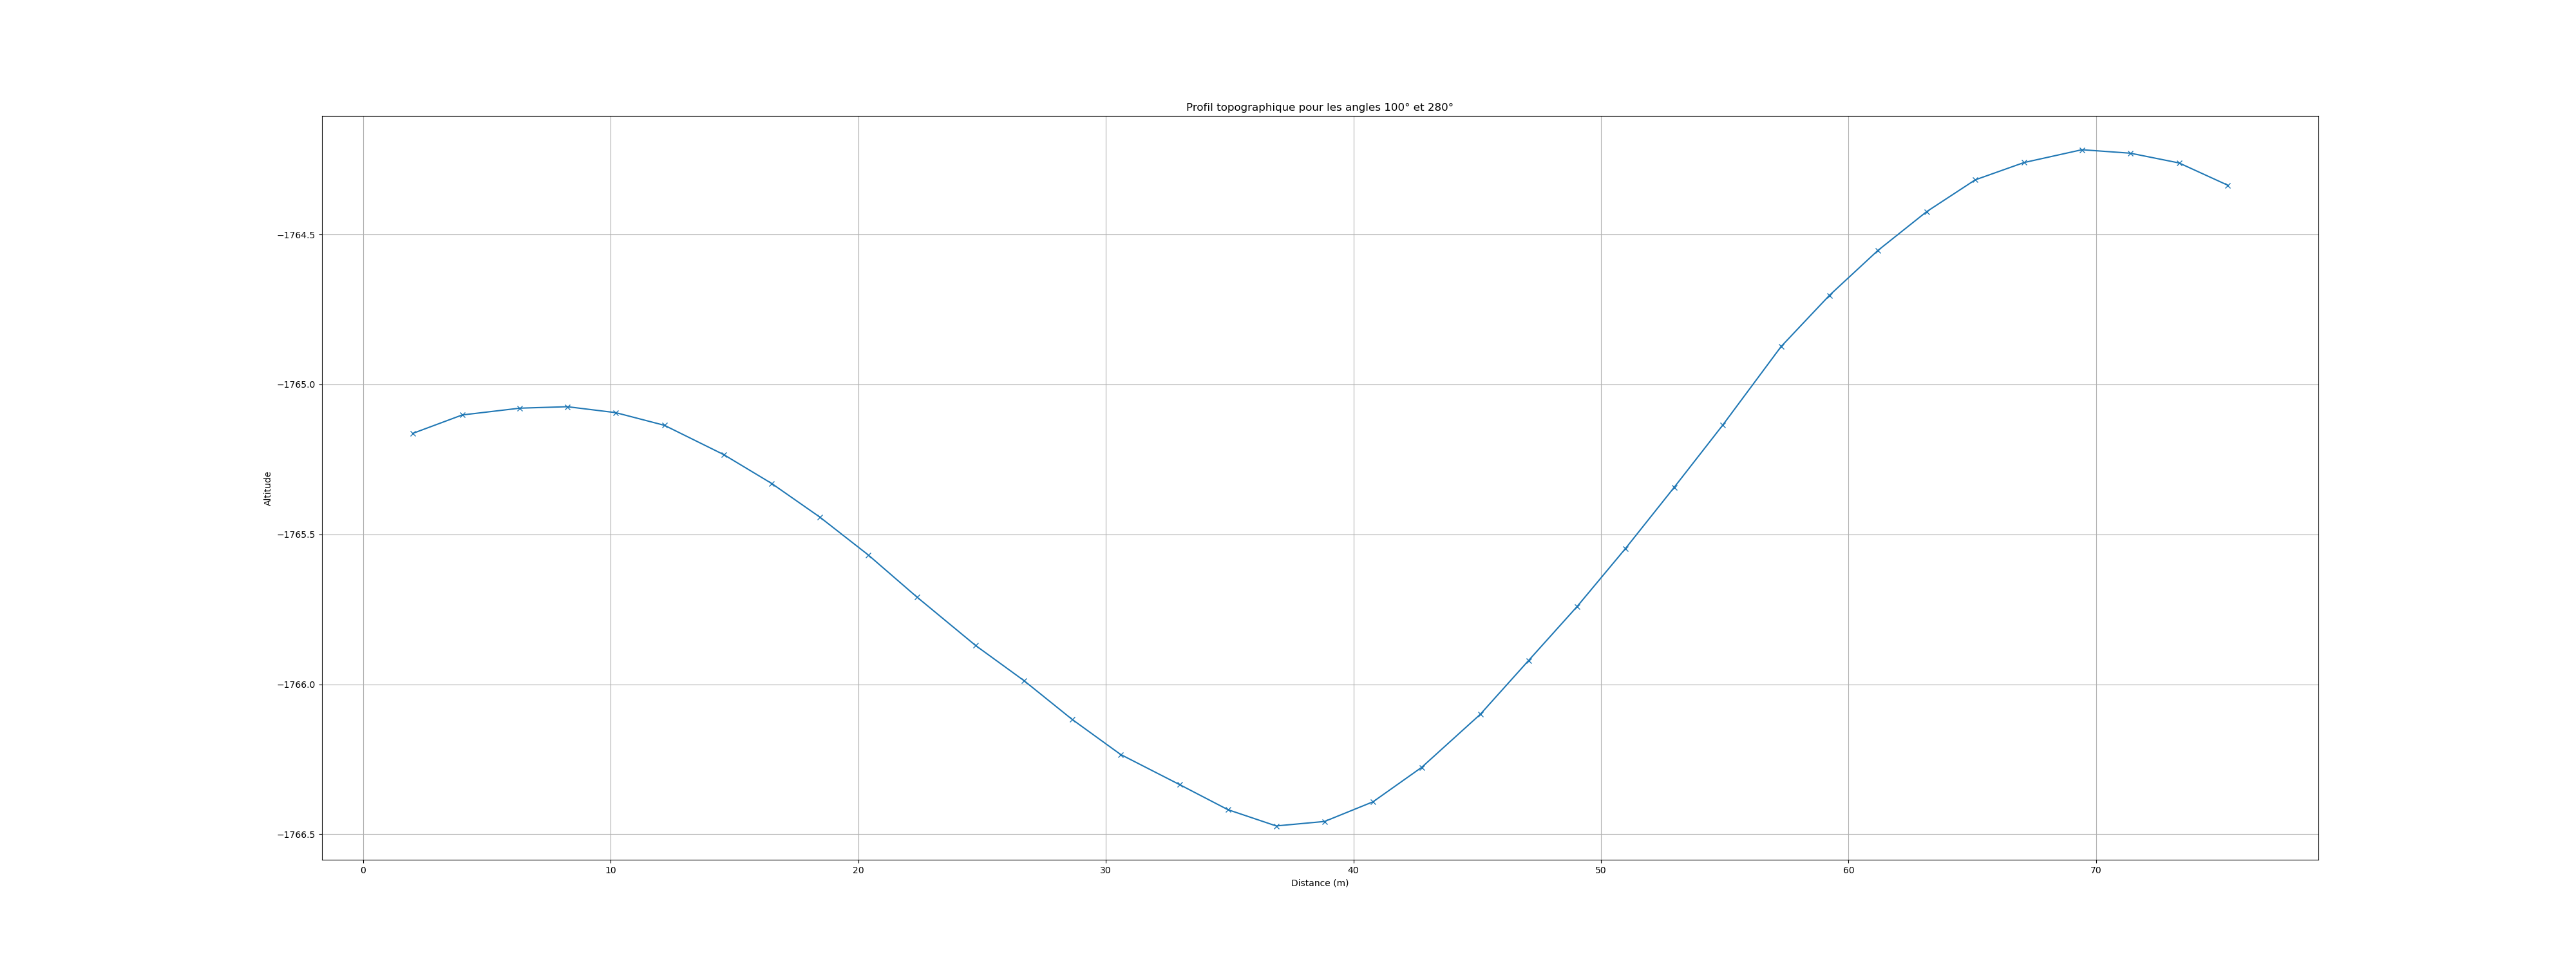 Profil topographique pour les angles 100° et 280°
Altitude
−1764.5
−1765.0
−1765.5
−1766.0
−1766.5
0 10 20 30 40 50 60 70
Distance (m)